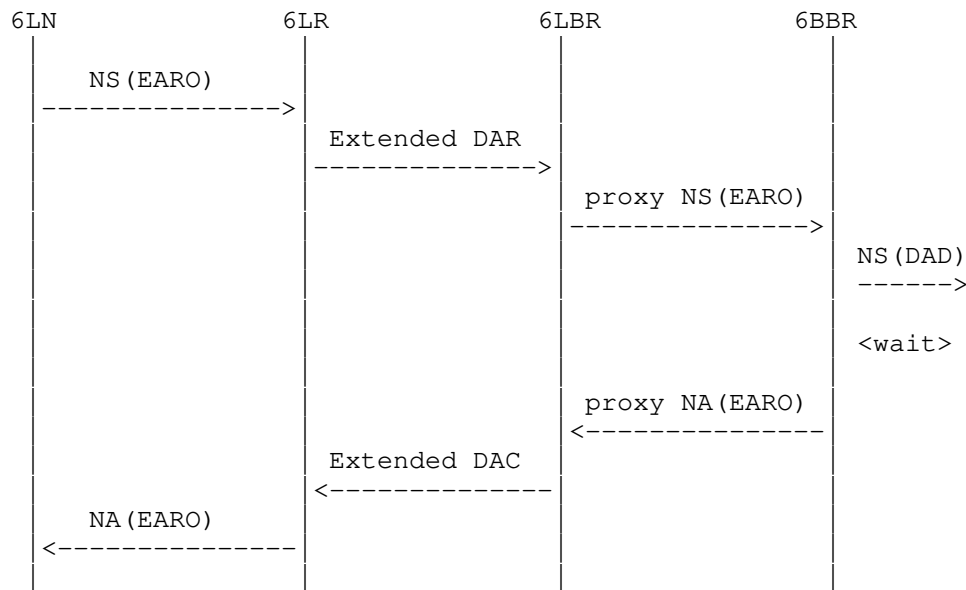 6LN 6LR 6LBR 6BBR
NS(EARO)
Extended DAR
proxy NS(EARO)
NS(DAD)
<wait>
proxy NA(EARO)
Extended DAC
NA(EARO)